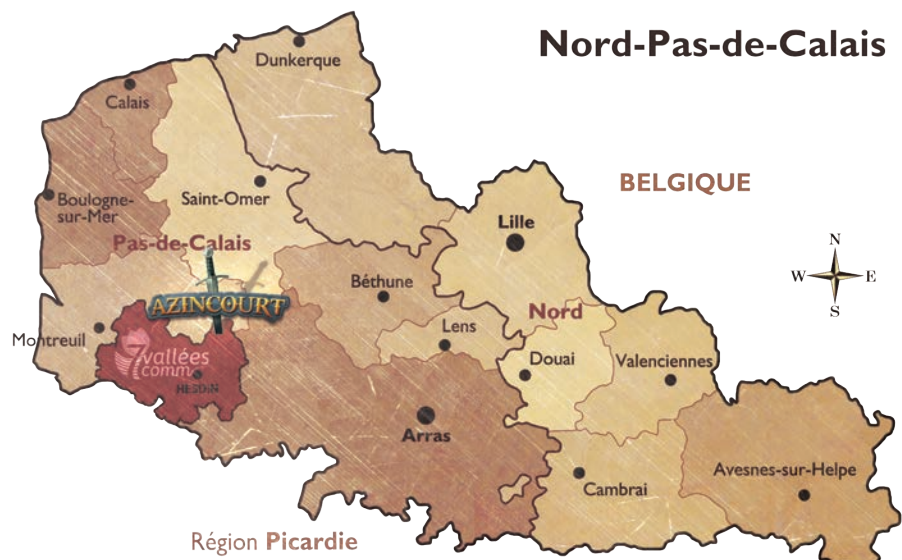 Nord-Pas-de-Calais
Dunkerque
Calais
BELGIQUE
Boulogne-
sur-Mer
Saint-Omer
Lille
Pas-de-Calais
N
W E
S
Béthune
AZINCOURT
Nord
Lens
Montreuil
7vallées
comm
Douai
Valenciennes
HESDIN
Arras
Avesnes-sur-Helpe
Cambrai
Région Picardie